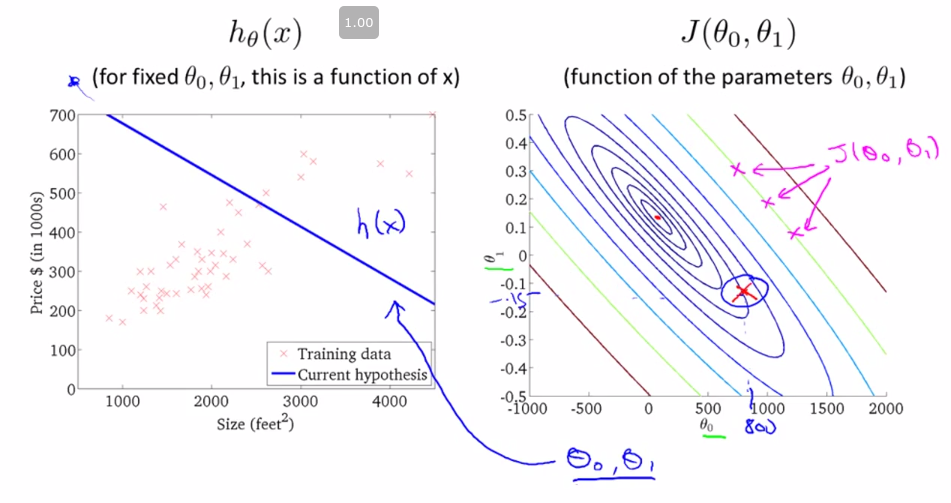 hθ(x)
1.00
(for fixed θ0, θ1, this is a function of x)
700
600
500
400
300
200
100
0
Price $ (in 1000s)
h(x)
Training data
Current hypothesis
1000 2000 3000 4000
Size (feet²)
θ0, θ1
J(θ0, θ1)
(function of the parameters θ0, θ1)
0.5
0.4
0.3
0.2
0.1
0
-0.1
-0.2
-0.3
-0.4
-0.5
θ1
-.15
J(θ0, θ1)
-1000 -500 0 500 1000 1500 2000
θ0
800